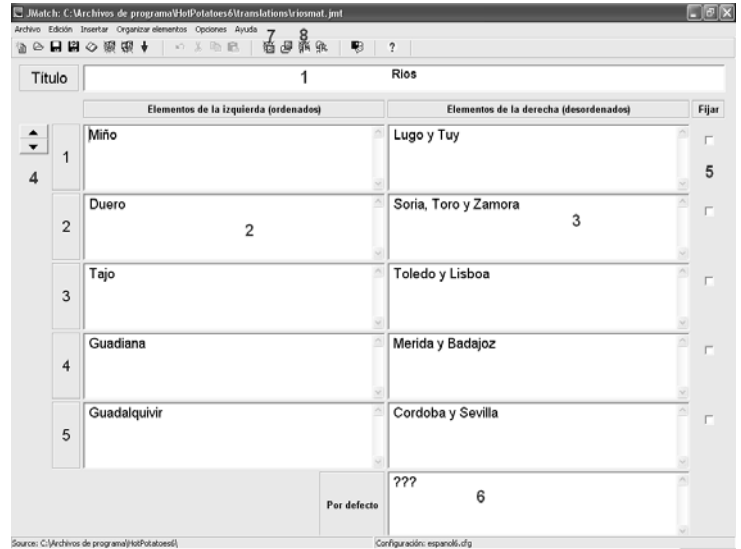 JMatch: C:\Archivos de programa\HotPotatoes6\translations\riosmat.jmt
Archivo Edición Insertar Organizar elementos Opciones Ayuda
7 8
?
Título 1 Rios
Elementos de la izquierda (ordenados) Elementos de la derecha (desordenados) Fijar
4
1 Miño Lugo y Tuy
5
2 Duero Soria, Toro y Zamora
2 3
3 Tajo Toledo y Lisboa
4 Guadiana Merida y Badajoz
5 Guadalquivir Cordoba y Sevilla
Por defecto ???
6
Source: C:\Archivos de programa\HotPotatoes6\ Configuración: espanol6.cfg